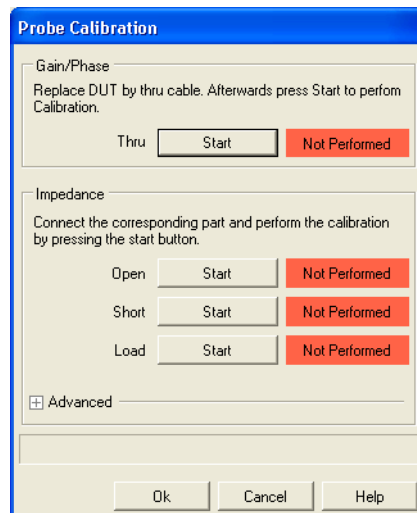 Probe Calibration
Gain/Phase
Replace DUT by thru cable. Afterwards press Start to perfom
Calibration.
Thru Start Not Performed
Impedance
Connect the corresponding part and perform the calibration
by pressing the start button.
Open Start Not Performed
Short Start Not Performed
Load Start Not Performed
Advanced
Ok Cancel Help